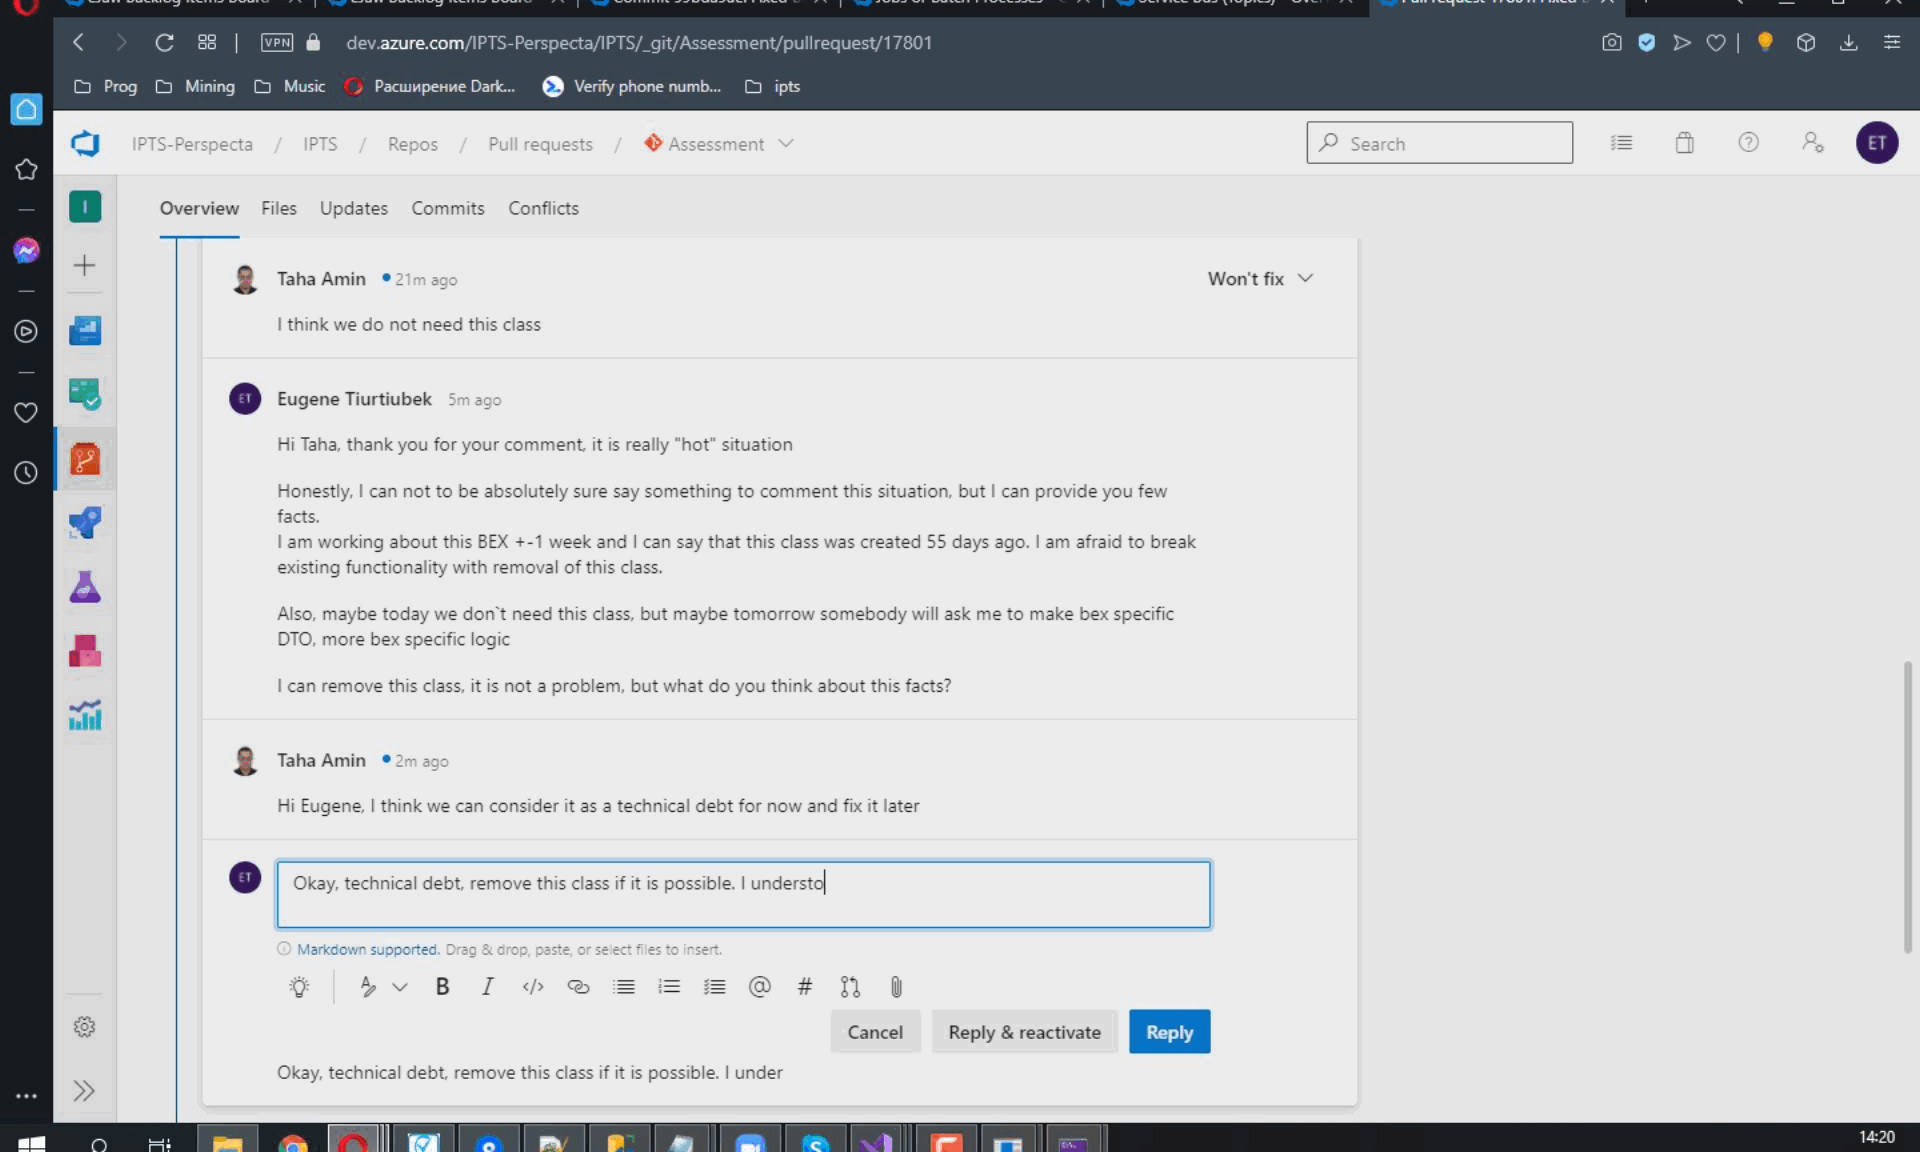 dev.azure.com/IPTS-Perspecta/IPTS/_git/Assessment/pullrequest/17801
VPN
Prog Mining Music Расширение Dark... Verify phone numb... ipts
IPTS-Perspecta / IPTS / Repos / Pull requests / Assessment
Search
ET
I
Overview Files Updates Commits Conflicts
Taha Amin 21m ago Won't fix
I think we do not need this class
ET Eugene Tiurtiubek 5m ago
Hi Taha, thank you for your comment, it is really "hot" situation
Honestly, I can not to be absolutely sure say something to comment this situation, but I can provide you few
facts.
I am working about this BEX +-1 week and I can say that this class was created 55 days ago. I am afraid to break
existing functionality with removal of this class.
Also, maybe today we don`t need this class, but maybe tomorrow somebody will ask me to make bex specific
DTO, more bex specific logic
I can remove this class, it is not a problem, but what do you think about this facts?
Taha Amin 2m ago
Hi Eugene, I think we can consider it as a technical debt for now and fix it later
ET
Okay, technical debt, remove this class if it is possible. I understo
Markdown supported. Drag & drop, paste, or select files to insert.
Cancel Reply & reactivate Reply
Okay, technical debt, remove this class if it is possible. I under
14:20